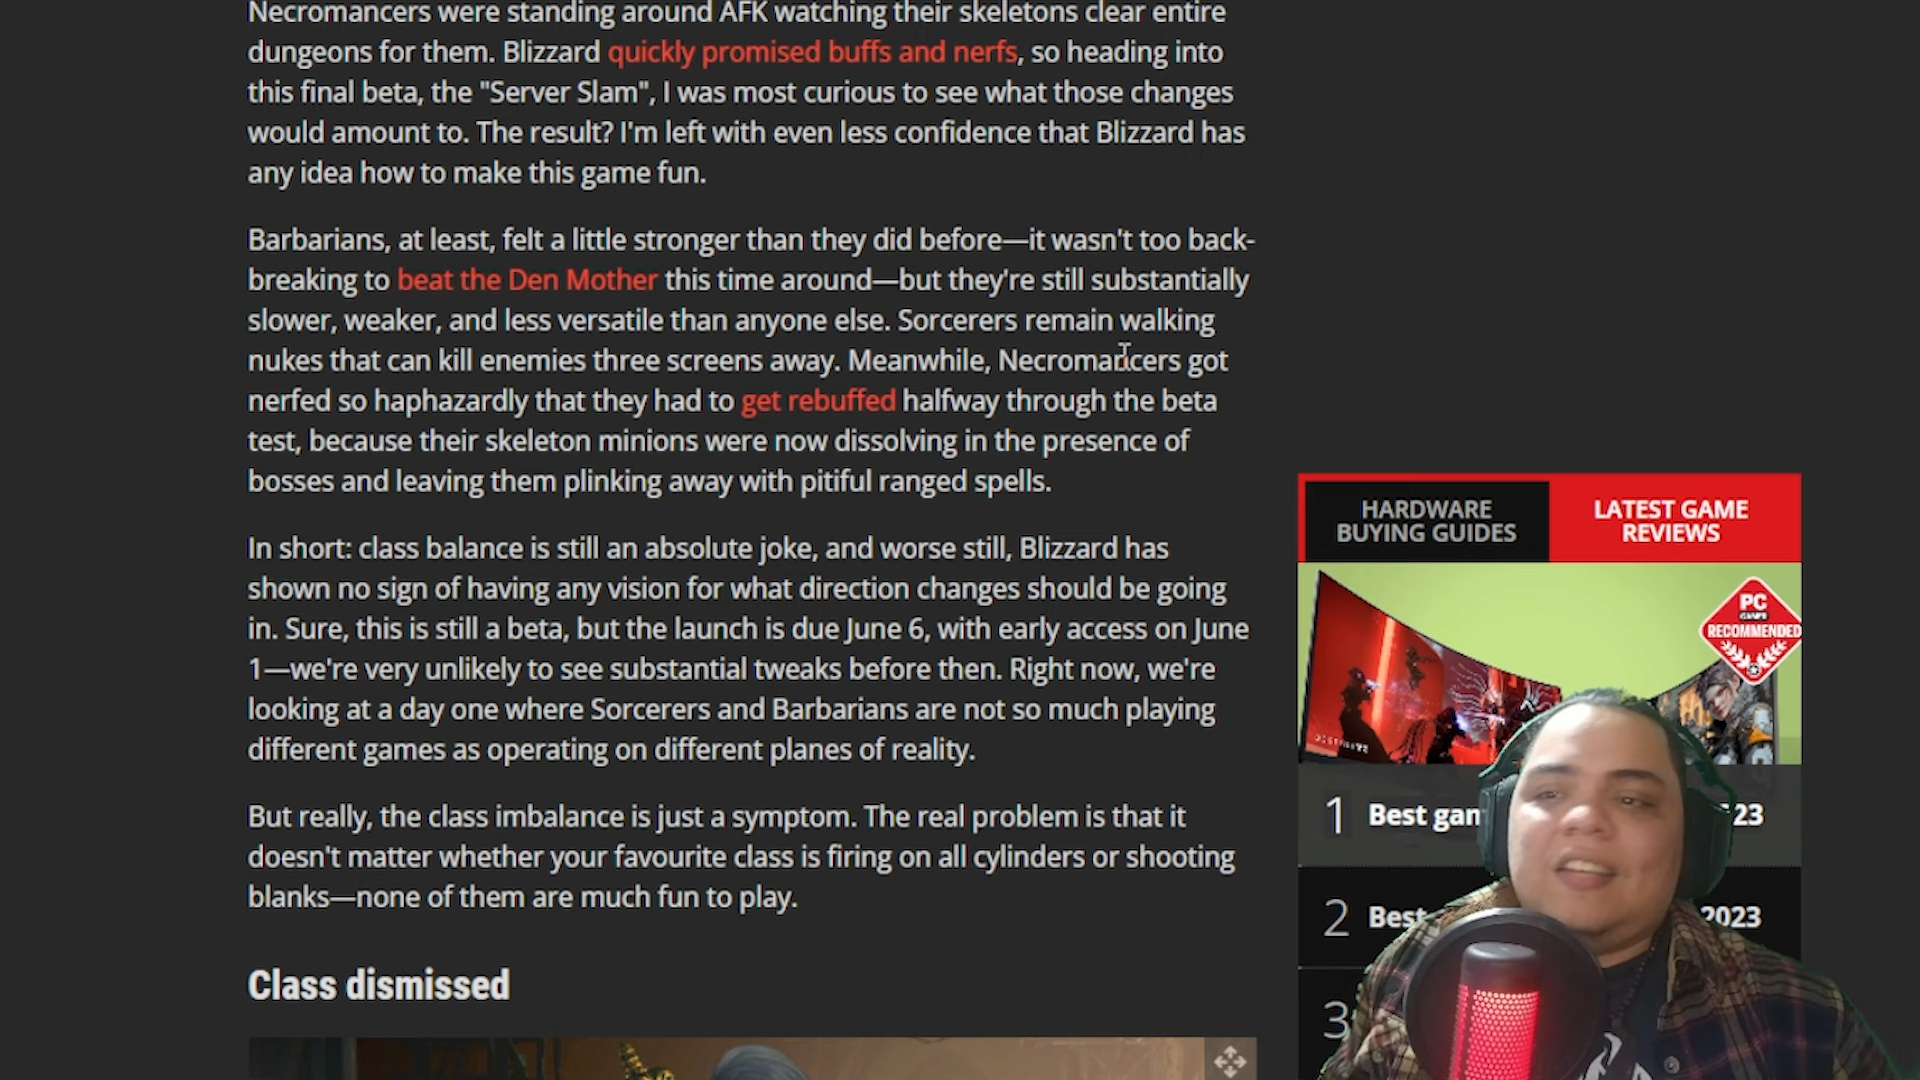 Necromancers were standing around AFK watching their skeletons clear entire
dungeons for them. Blizzard quickly promised buffs and nerfs, so heading into
this final beta, the "Server Slam", I was most curious to see what those changes
would amount to. The result? I'm left with even less confidence that Blizzard has
any idea how to make this game fun.
Barbarians, at least, felt a little stronger than they did before—it wasn't too back-
breaking to beat the Den Mother this time around—but they're still substantially
slower, weaker, and less versatile than anyone else. Sorcerers remain walking
nukes that can kill enemies three screens away. Meanwhile, Necromancers got
nerfed so haphazardly that they had to get rebuffed halfway through the beta
test, because their skeleton minions were now dissolving in the presence of
bosses and leaving them plinking away with pitiful ranged spells.
In short: class balance is still an absolute joke, and worse still, Blizzard has
shown no sign of having any vision for what direction changes should be going
in. Sure, this is still a beta, but the launch is due June 6, with early access on June
1—we're very unlikely to see substantial tweaks before then. Right now, we're
looking at a day one where Sorcerers and Barbarians are not so much playing
different games as operating on different planes of reality.
But really, the class imbalance is just a symptom. The real problem is that it
doesn't matter whether your favourite class is firing on all cylinders or shooting
blanks—none of them are much fun to play.
Class dismissed
HARDWARE
BUYING GUIDES
LATEST GAME
REVIEWS
PC
GAMER
RECOMMENDED
1 Best gam 23
2 Best 2023
3